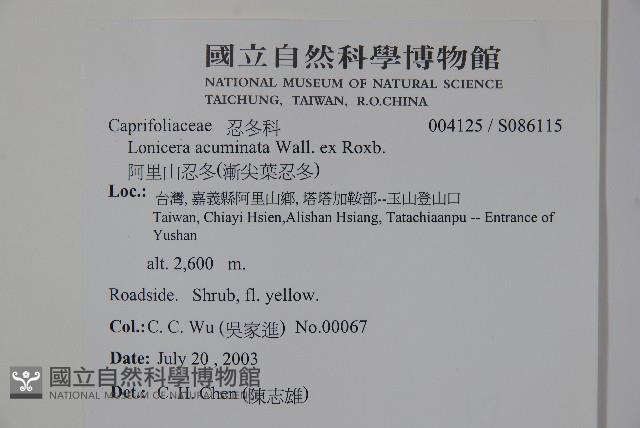 國立自然科學博物館
NATIONAL MUSEUM OF NATURAL SCIENCE
TAICHUNG, TAIWAN, R.O.CHINA
Caprifoliaceae 忍冬科 004125 / S086115
Lonicera acuminata Wall. ex Roxb.
阿里山忍冬(漸尖葉忍冬)
Loc.: 台灣, 嘉義縣阿里山鄉, 塔塔加鞍部--玉山登山口
Taiwan, Chiayi Hsien,Alishan Hsiang, Tatachiaanpu -- Entrance of
Yushan
alt. 2,600 m.
Roadside. Shrub, fl. yellow.
Col.: C. C. Wu (吳家進) No.00067
Date: July 20 , 2003
國立自然科學博物館
NATIONAL MUSEUM OF NATURAL SCIENCE
Det.: C. H. Chen (陳志雄)